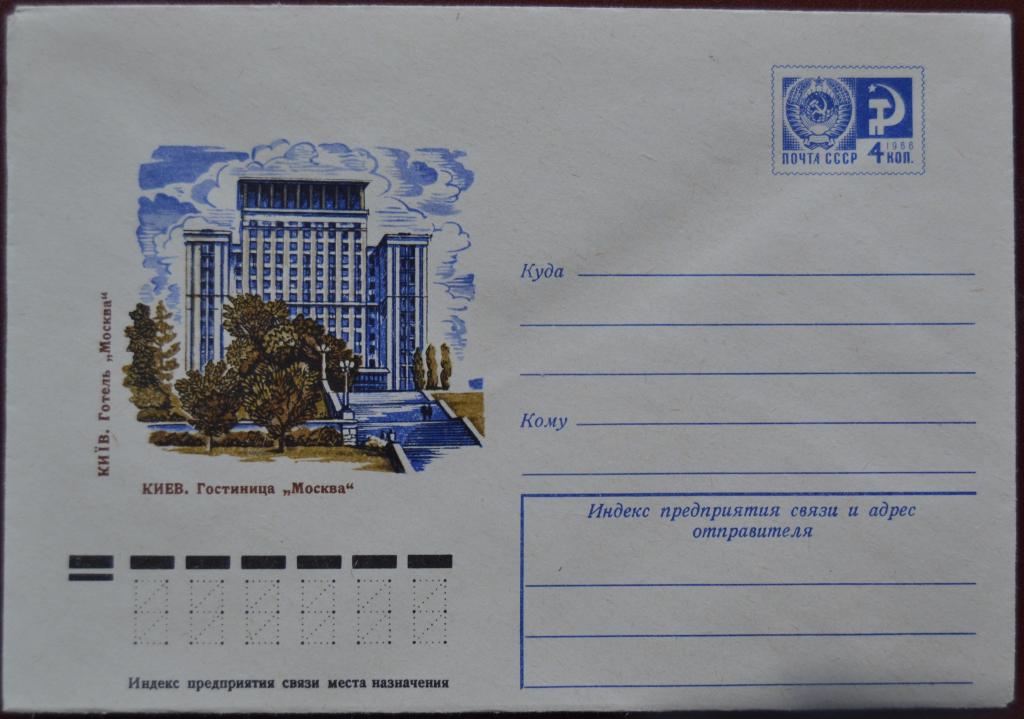 1966
ПОЧТА СССР 4 КОП.
Куда
КИЇВ. Готель „Москва“
Кому
КИЕВ. Гостиница „Москва“
Индекс предприятия связи и адрес
отправителя
Индекс предприятия связи места назначения